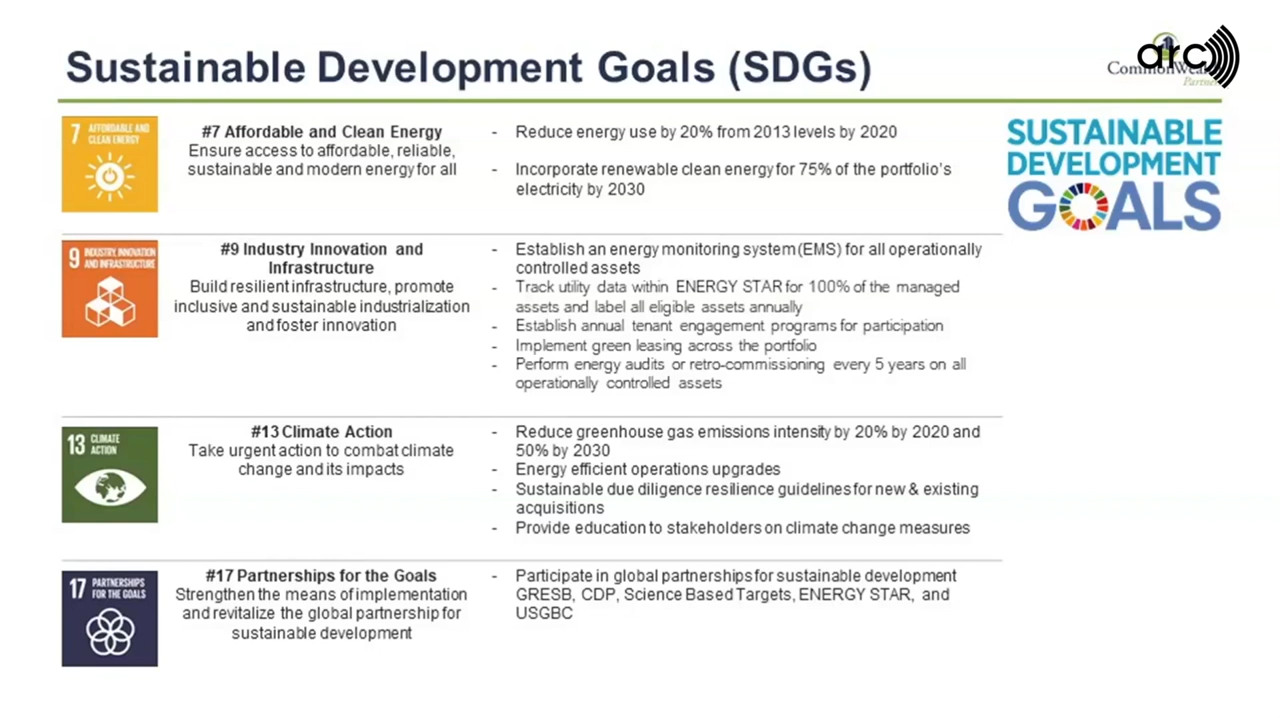 Sustainable Development Goals (SDGs)
arc
CommonWealth
Partners
7 AFFORDABLE AND
CLEAN ENERGY
#7 Affordable and Clean Energy
Ensure access to affordable, reliable,
sustainable and modern energy for all
- Reduce energy use by 20% from 2013 levels by 2020
- Incorporate renewable clean energy for 75% of the portfolio's
electricity by 2030
SUSTAINABLE
DEVELOPMENT
GOALS
9 INDUSTRY, INNOVATION
AND INFRASTRUCTURE
#9 Industry Innovation and
Infrastructure
Build resilient infrastructure, promote
inclusive and sustainable industrialization
and foster innovation
- Establish an energy monitoring system (EMS) for all operationally
controlled assets
- Track utility data within ENERGY STAR for 100% of the managed
assets and label all eligible assets annually
- Establish annual tenant engagement programs for participation
- Implement green leasing across the portfolio
- Perform energy audits or retro-commissioning every 5 years on all
operationally controlled assets
13 CLIMATE
ACTION
#13 Climate Action
Take urgent action to combat climate
change and its impacts
- Reduce greenhouse gas emissions intensity by 20% by 2020 and
50% by 2030
- Energy efficient operations upgrades
- Sustainable due diligence resilience guidelines for new & existing
acquisitions
- Provide education to stakeholders on climate change measures
17 PARTNERSHIPS
FOR THE GOALS
#17 Partnerships for the Goals
Strengthen the means of implementation
and revitalize the global partnership for
sustainable development
- Participate in global partnerships for sustainable development
GRESB, CDP, Science Based Targets, ENERGY STAR, and
USGBC